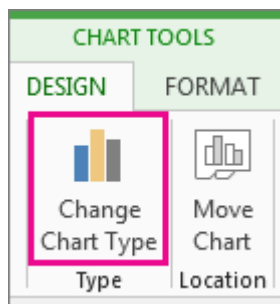 CHART TOOLS
DESIGN FORMAT
Change Move
Chart Type Chart
Type Location